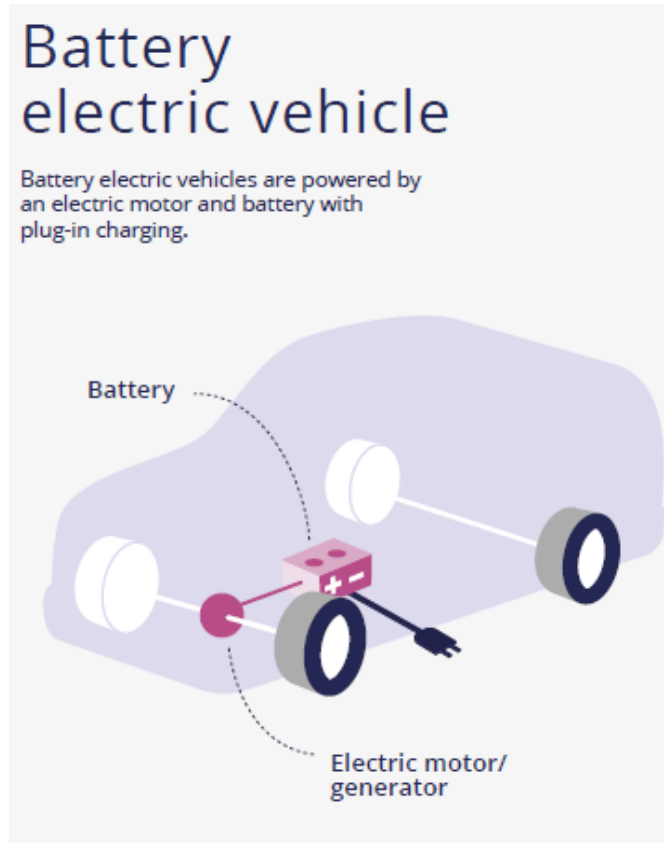 Battery
electric vehicle
Battery electric vehicles are powered by
an electric motor and battery with
plug-in charging.
Battery
+ −
Electric motor/
generator